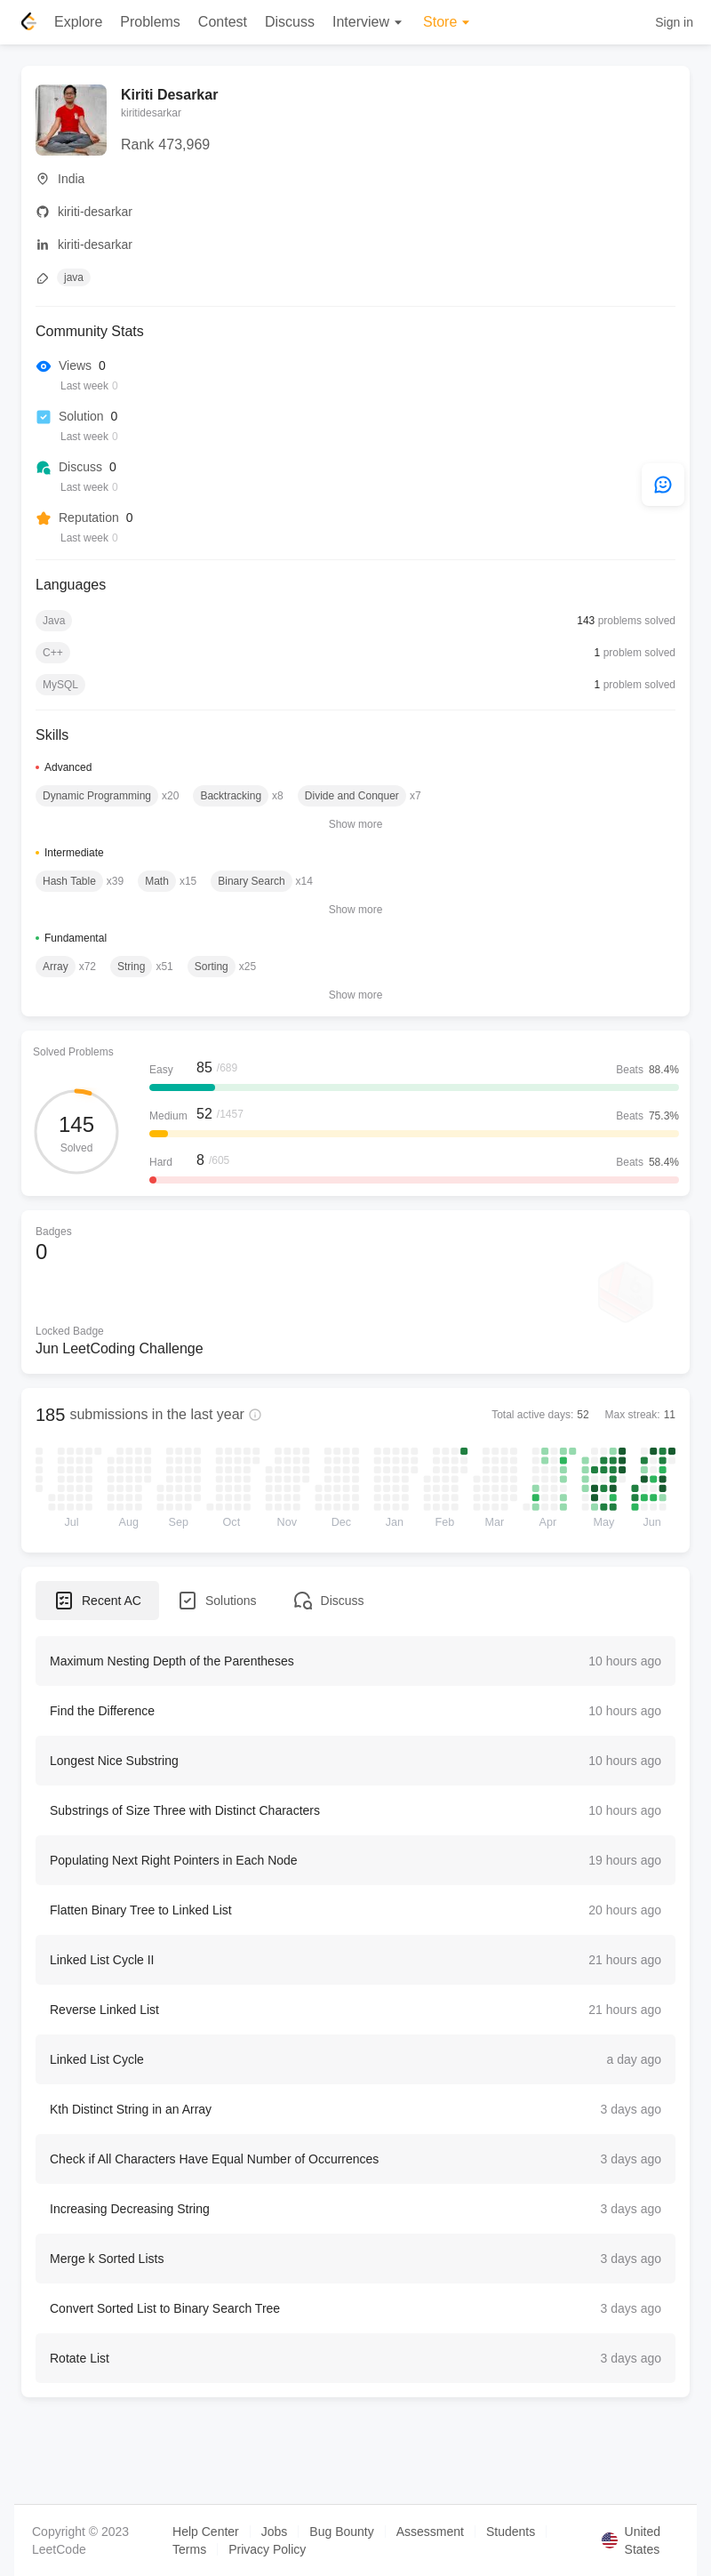 Explore Problems Contest Discuss Interview Store Sign in
Kiriti Desarkar
kiritidesarkar
Rank 473,969
India
kiriti-desarkar
kiriti-desarkar
java
Community Stats
Views 0
Last week 0
Solution 0
Last week 0
Discuss 0
Last week 0
Reputation 0
Last week 0
Languages
Java 143 problems solved
C++ 1 problem solved
MySQL 1 problem solved
Skills
Advanced
Dynamic Programming x20 Backtracking x8 Divide and Conquer x7
Show more
Intermediate
Hash Table x39 Math x15 Binary Search x14
Show more
Fundamental
Array x72 String x51 Sorting x25
Show more
Solved Problems
145
Solved
Easy 85 /689 Beats 88.4%
Medium 52 /1457 Beats 75.3%
Hard 8 /605 Beats 58.4%
Badges
0
Locked Badge
Jun LeetCoding Challenge
185 submissions in the last year Total active days: 52 Max streak: 11
Jul Aug Sep Oct Nov Dec Jan Feb Mar Apr May Jun
Recent AC Solutions Discuss
Maximum Nesting Depth of the Parentheses 10 hours ago
Find the Difference 10 hours ago
Longest Nice Substring 10 hours ago
Substrings of Size Three with Distinct Characters 10 hours ago
Populating Next Right Pointers in Each Node 19 hours ago
Flatten Binary Tree to Linked List 20 hours ago
Linked List Cycle II 21 hours ago
Reverse Linked List 21 hours ago
Linked List Cycle a day ago
Kth Distinct String in an Array 3 days ago
Check if All Characters Have Equal Number of Occurrences 3 days ago
Increasing Decreasing String 3 days ago
Merge k Sorted Lists 3 days ago
Convert Sorted List to Binary Search Tree 3 days ago
Rotate List 3 days ago
Copyright © 2023 LeetCode
Help Center Jobs Bug Bounty Assessment Students
Terms Privacy Policy
United States